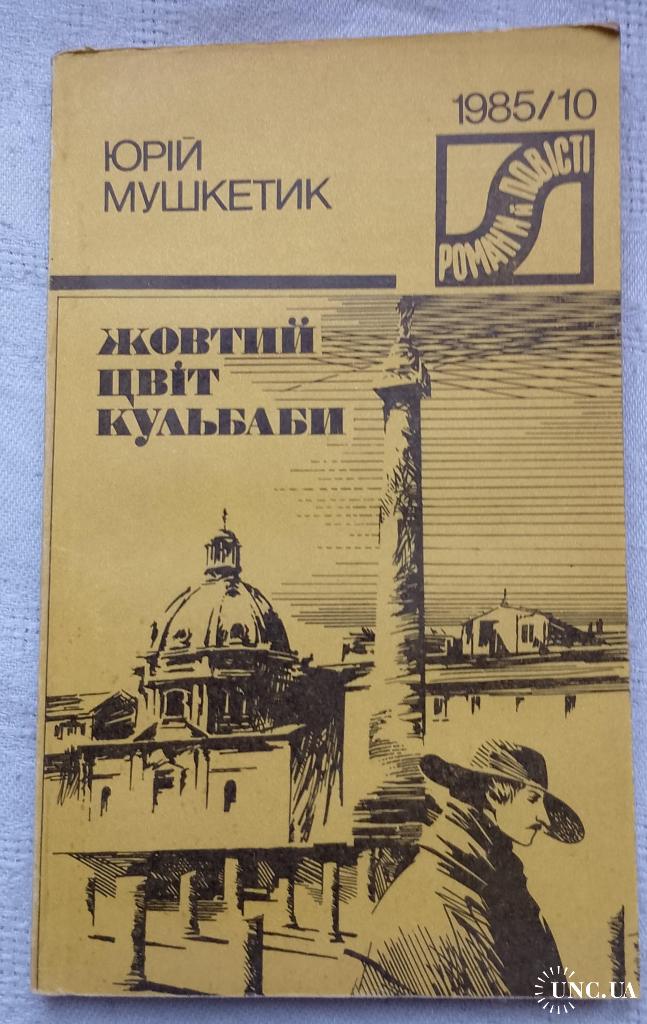 1985/10
ЮРІЙ
МУШКЕТИК
РОМАНИ й ПОВІСТІ
ЖОВТИЙ
ЦВІТ
КУЛЬБАБИ
UNC.UA